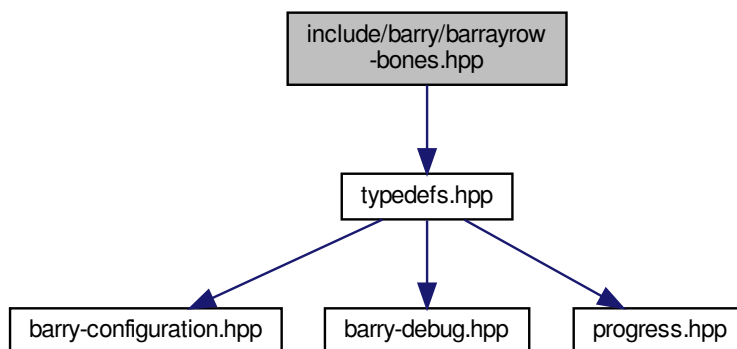 include/barry/barrayrow
-bones.hpp
typedefs.hpp
barry-configuration.hpp
barry-debug.hpp
progress.hpp